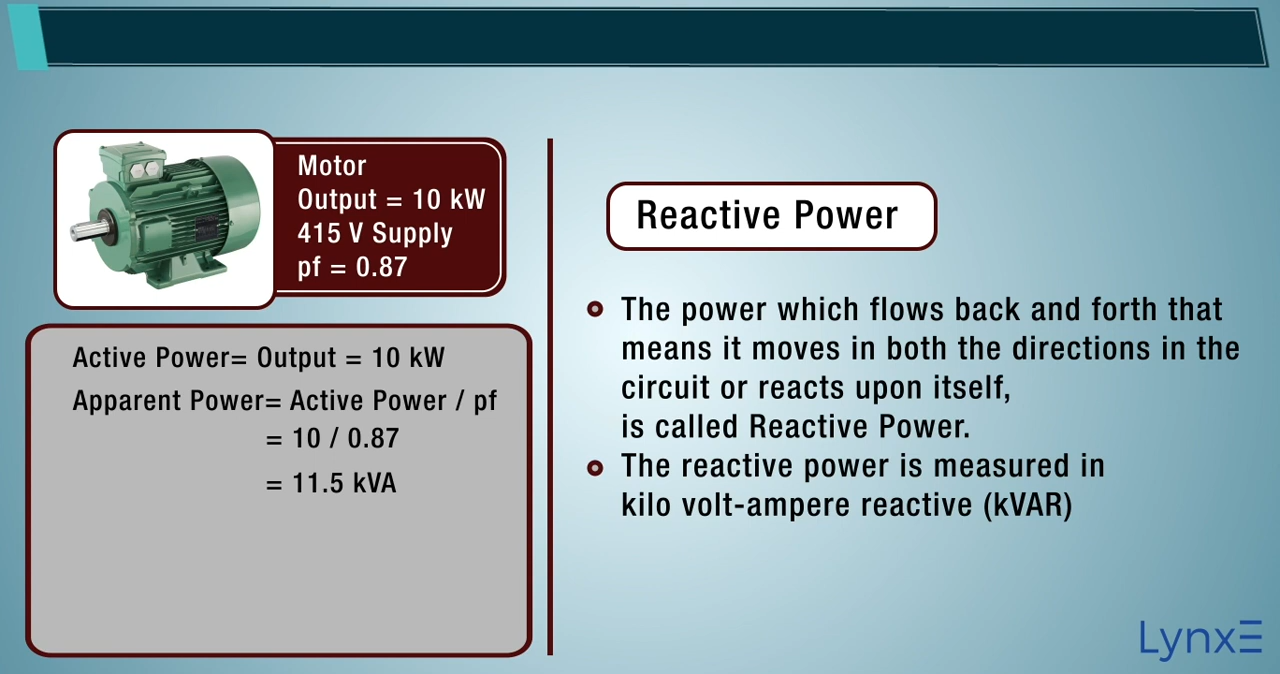 Motor
Output = 10 kW
415 V Supply
pf = 0.87
Active Power= Output = 10 kW
Apparent Power= Active Power / pf
= 10 / 0.87
= 11.5 kVA
Reactive Power
The power which flows back and forth that
means it moves in both the directions in the
circuit or reacts upon itself,
is called Reactive Power.
The reactive power is measured in
kilo volt-ampere reactive (kVAR)
LynxE